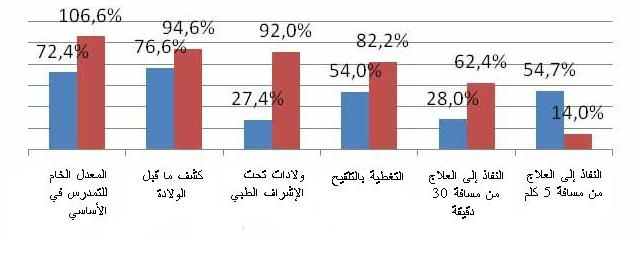 106,6%
72,4%
94,6%
76,6%
92,0%
27,4%
82,2%
54,0%
62,4%
28,0%
54,7%
14,0%
المعدل الخام
للتمدرس في
الأساسي
كشف ما قبل
الولادة
ولادات تحت
الإشراف الطبي
التغطية بالتلقيح
النفاذ إلى العلاج
من مسافة 30
دقيقة
النفاذ إلى العلاج
من مسافة 5 كلم